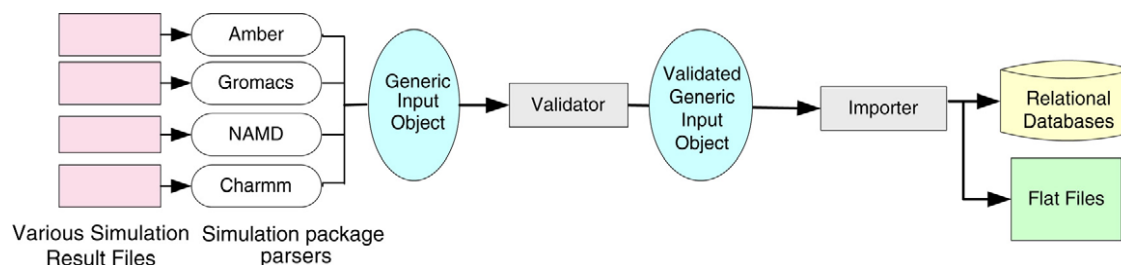 Amber
Gromacs
NAMD
Charmm
Various Simulation
Result Files
Simulation package
parsers
Generic
Input
Object
Validator
Validated
Generic
Input
Object
Importer
Relational
Databases
Flat Files